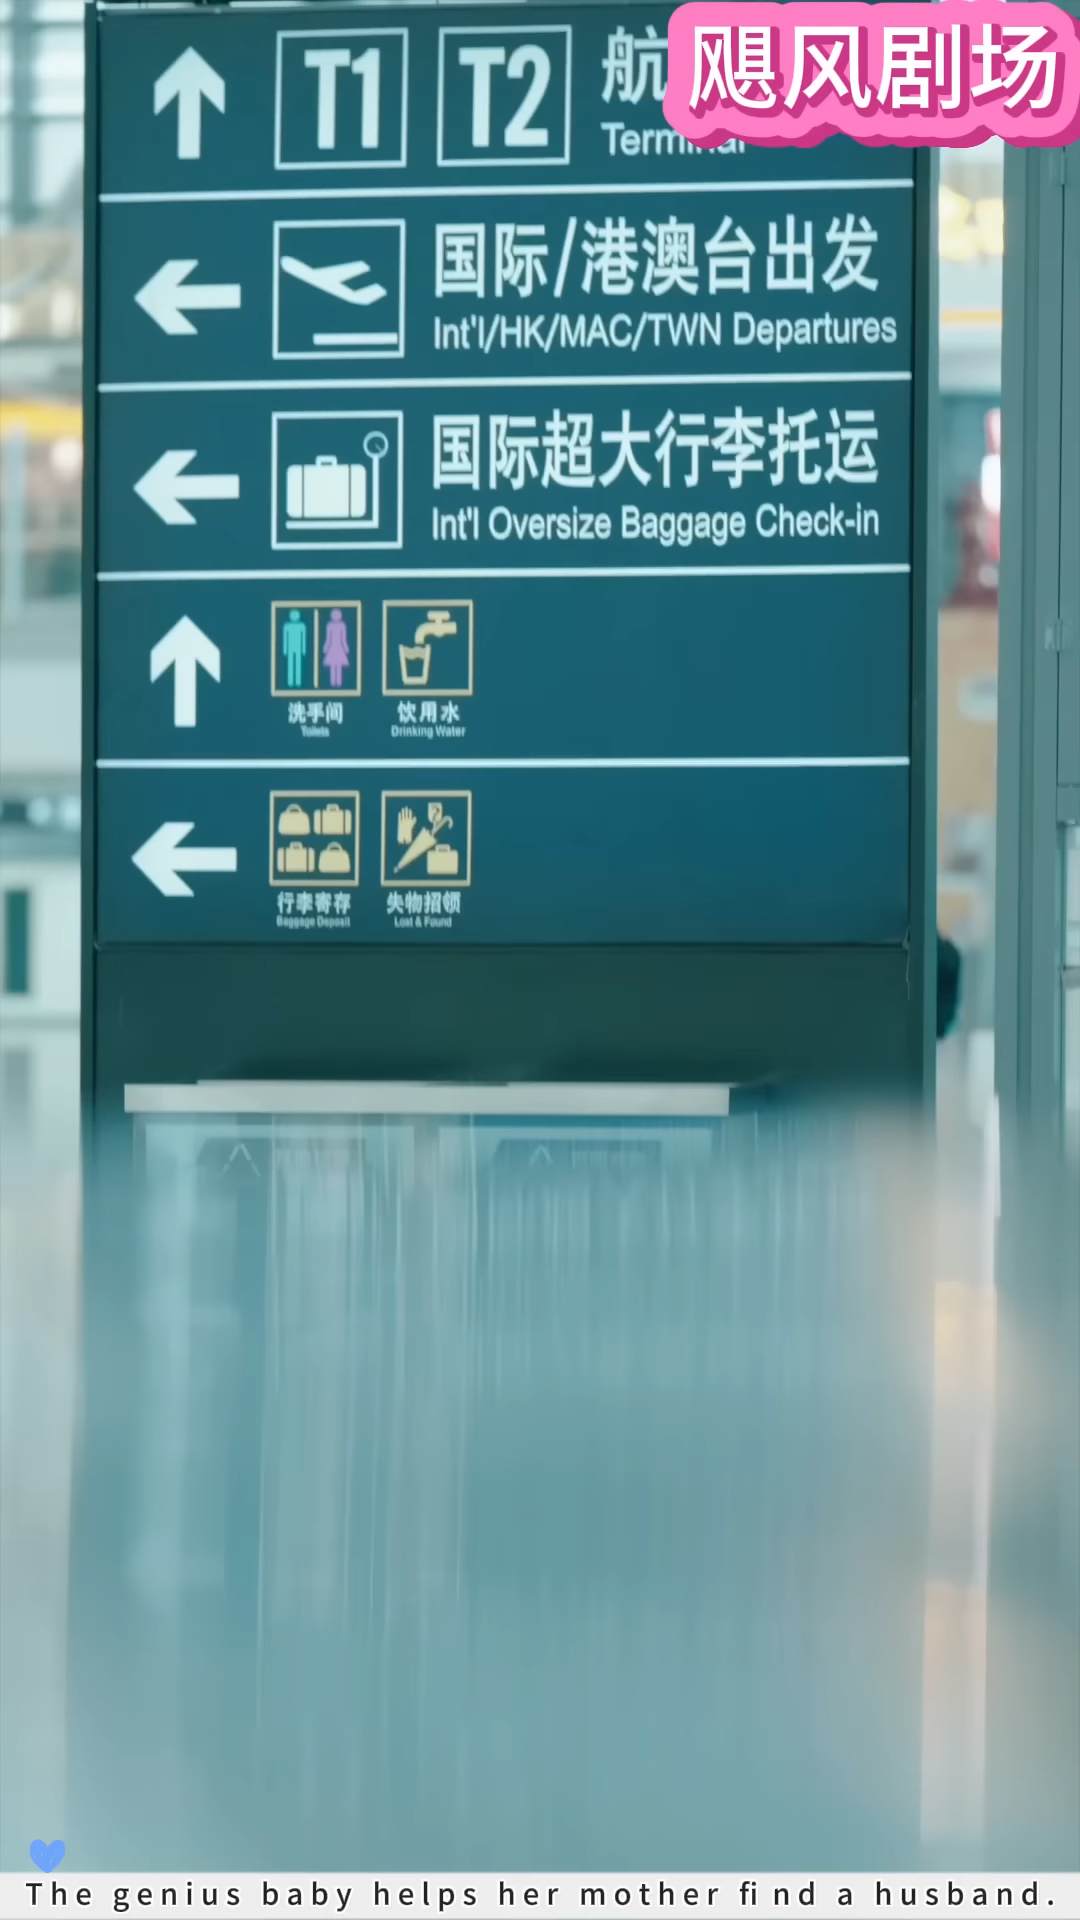 飓风剧场
T1 T2 航
Terminal
国际/港澳台出发
Int'l/HK/MAC/TWN Departures
国际超大行李托运
Int'l Oversize Baggage Check-in
洗手间 饮用水
Toilets Drinking Water
行李寄存 失物招领
Baggage Deposit Lost & Found
The genius baby helps her mother find a husband.